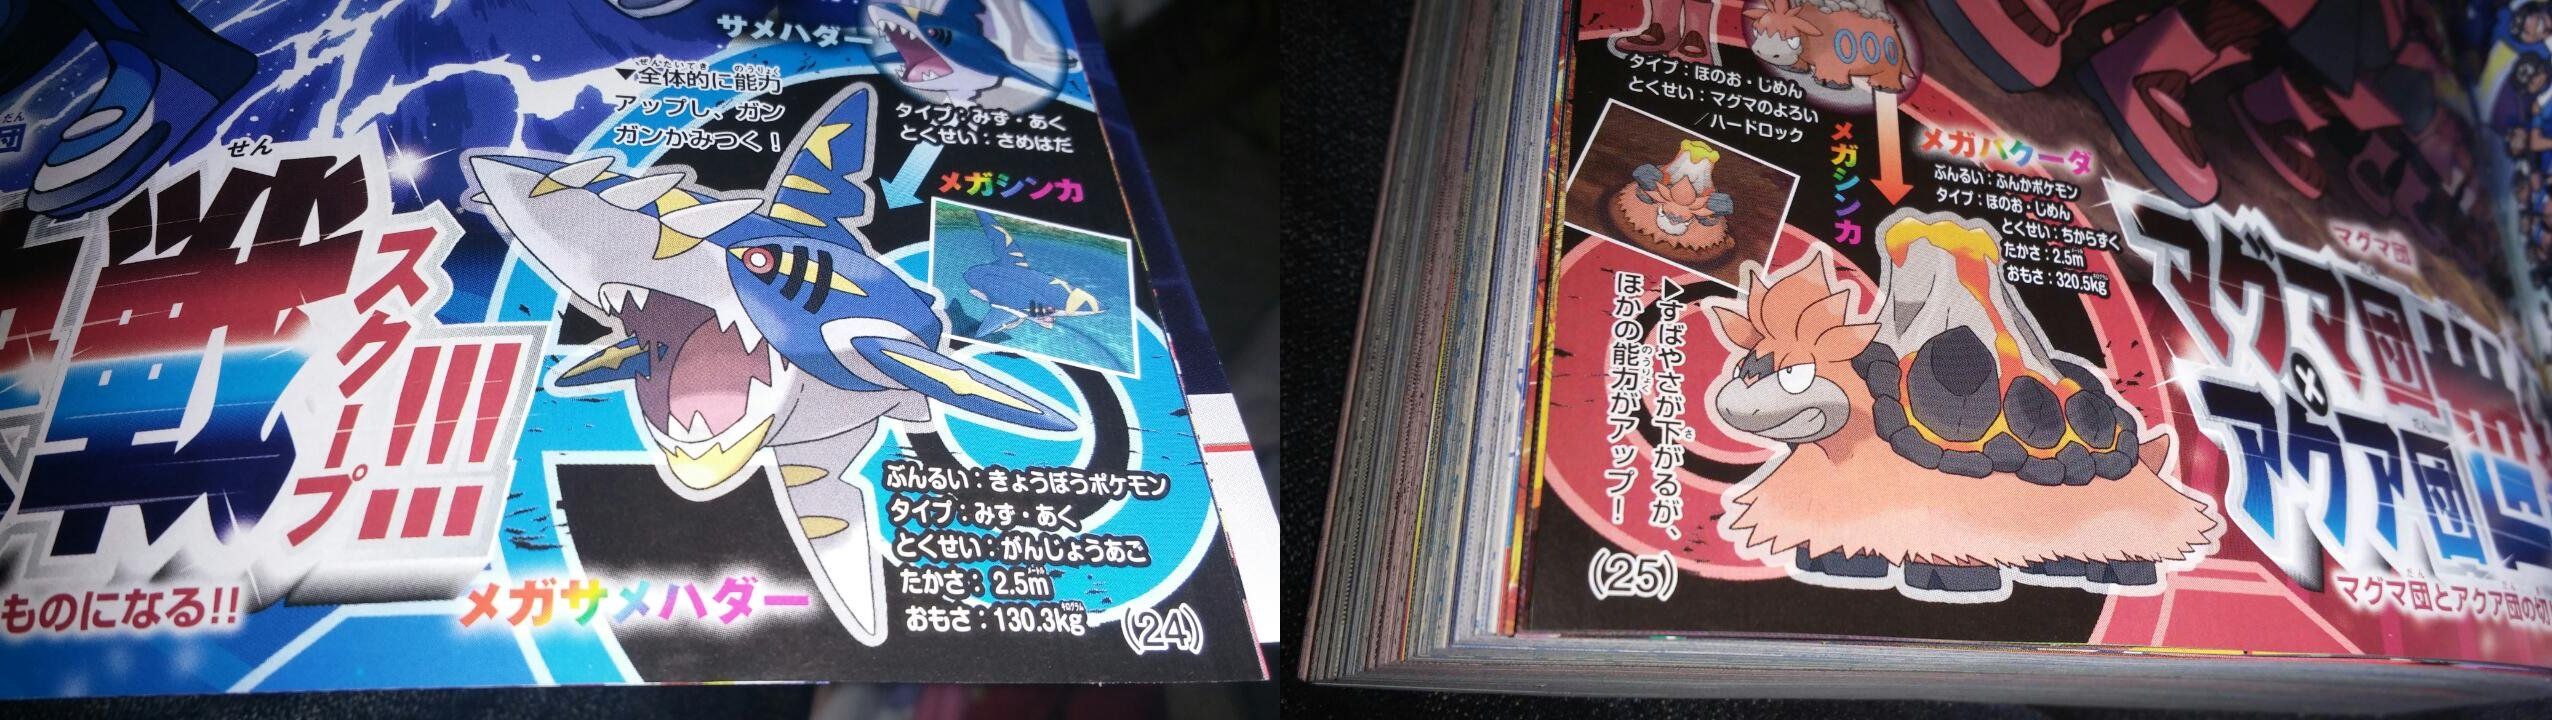 サメハダー
▼全体的に能力
アップし、ガン
ガンかみつく!
タイプ:みず・あく
とくせい:さめはだ
メガシンカ
せん
戦
スクープ!!!
ものになる!!
メガサメハダー
ぶんるい:きょうぼうポケモン
タイプ:みず・あく
とくせい:がんじょうあご
たかさ:2.5m
おもさ:130.3kg
(24)
タイプ:ほのお・じめん
とくせい:マグマのよろい
/ハードロック
メガシンカ
メガバクーダ
ぶんるい:ふんかポケモン
タイプ:ほのお・じめん
とくせい:ちからずく
たかさ:2.5m
おもさ:320.5kg
▶すばやさが下がるが、
ほかの能力がアップ!
(25)
マグマ団
マグマ団
×
アクア団
マグマ団とアクア団の切